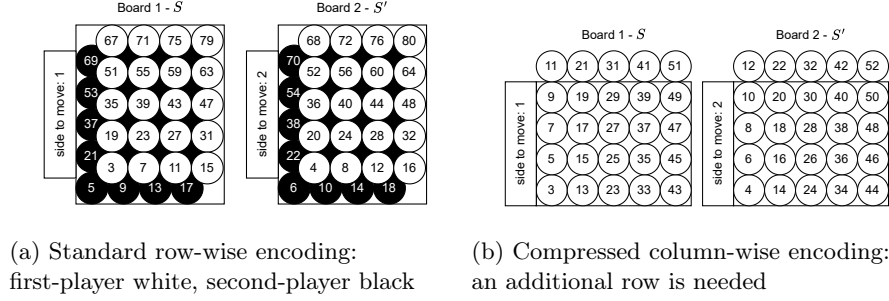 Board 1 - S
Board 2 - S′
67 71 75 79
69
51 55 59 63
53
35 39 43 47
37
19 23 27 31
21
3 7 11 15
5 9 13 17
side to move: 1
68 72 76 80
70
52 56 60 64
54
36 40 44 48
38
20 24 28 32
22
4 8 12 16
6 10 14 18
side to move: 2
(a) Standard row-wise encoding:
first-player white, second-player black
Board 1 - S
Board 2 - S′
11 21 31 41 51
9 19 29 39 49
7 17 27 37 47
5 15 25 35 45
3 13 23 33 43
side to move: 1
12 22 32 42 52
10 20 30 40 50
8 18 28 38 48
6 16 26 36 46
4 14 24 34 44
side to move: 2
(b) Compressed column-wise encoding:
an additional row is needed